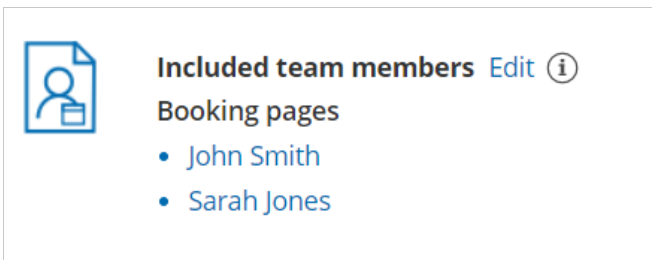 Included team members Edit i
Booking pages
• John Smith
• Sarah Jones